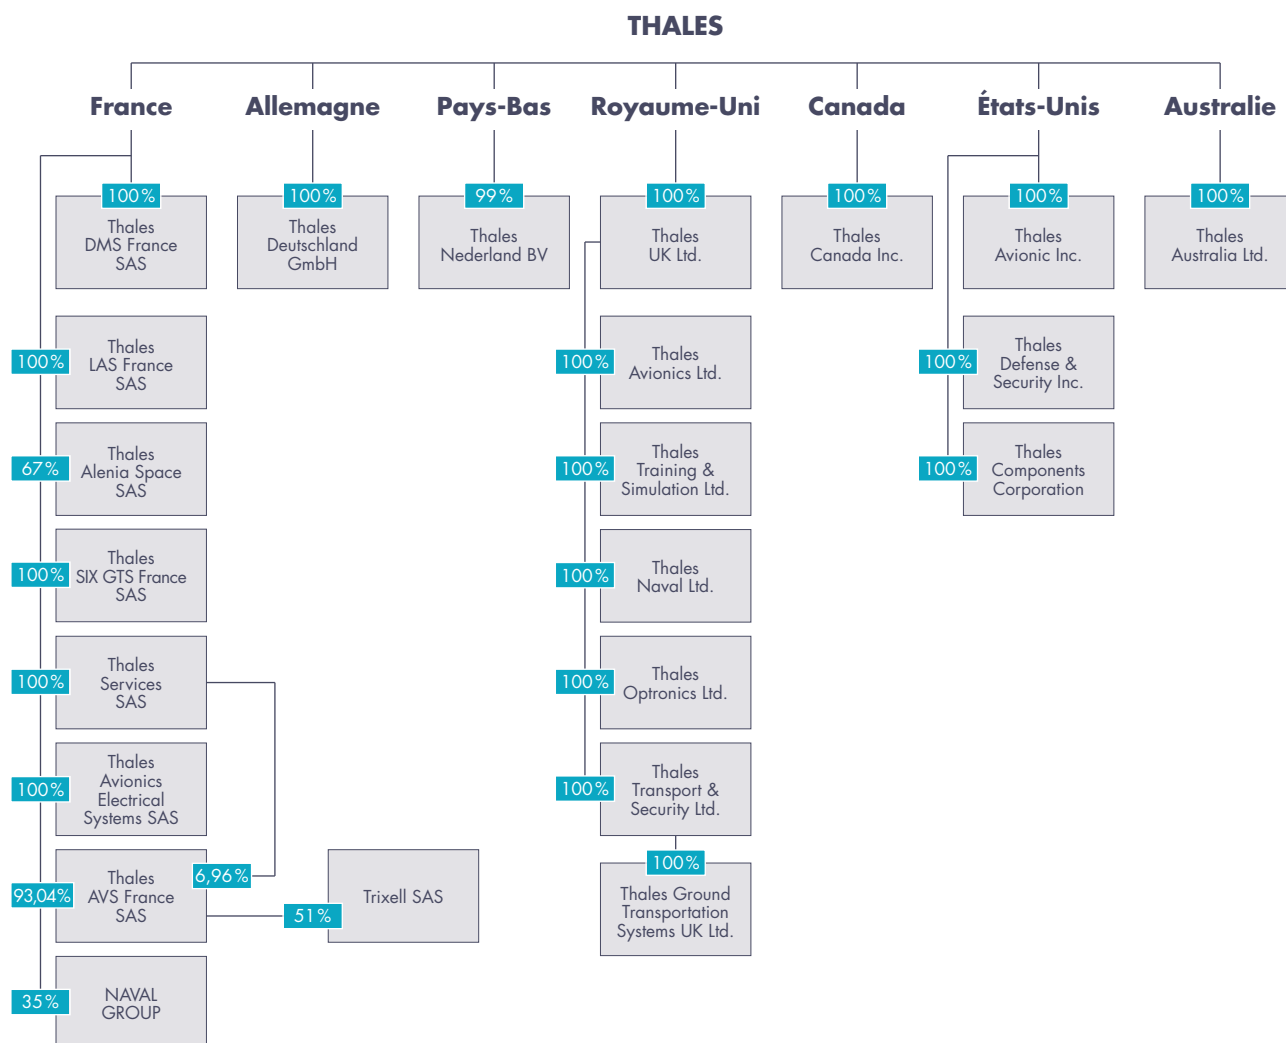 THALES
France
Allemagne
Pays-Bas
Royaume-Uni
Canada
États-Unis
Australie
100%
Thales
DMS France
SAS
100%
Thales
Deutschland
GmbH
99%
Thales
Nederland BV
100%
Thales
UK Ltd.
100%
Thales
Canada Inc.
100%
Thales
Avionic Inc.
100%
Thales
Australia Ltd.
100%
Thales
LAS France
SAS
100%
Thales
Avionics Ltd.
100%
Thales
Defense &
Security Inc.
67%
Thales
Alenia Space
SAS
100%
Thales
Training &
Simulation Ltd.
100%
Thales
Components
Corporation
100%
Thales
SIX GTS France
SAS
100%
Thales
Naval Ltd.
100%
Thales
Services
SAS
100%
Thales
Optronics Ltd.
100%
Thales
Avionics
Electrical
Systems SAS
100%
Thales
Transport &
Security Ltd.
93,04%
Thales
AVS France
SAS
6,96%
51%
Trixell SAS
100%
Thales Ground
Transportation
Systems UK Ltd.
35%
NAVAL
GROUP